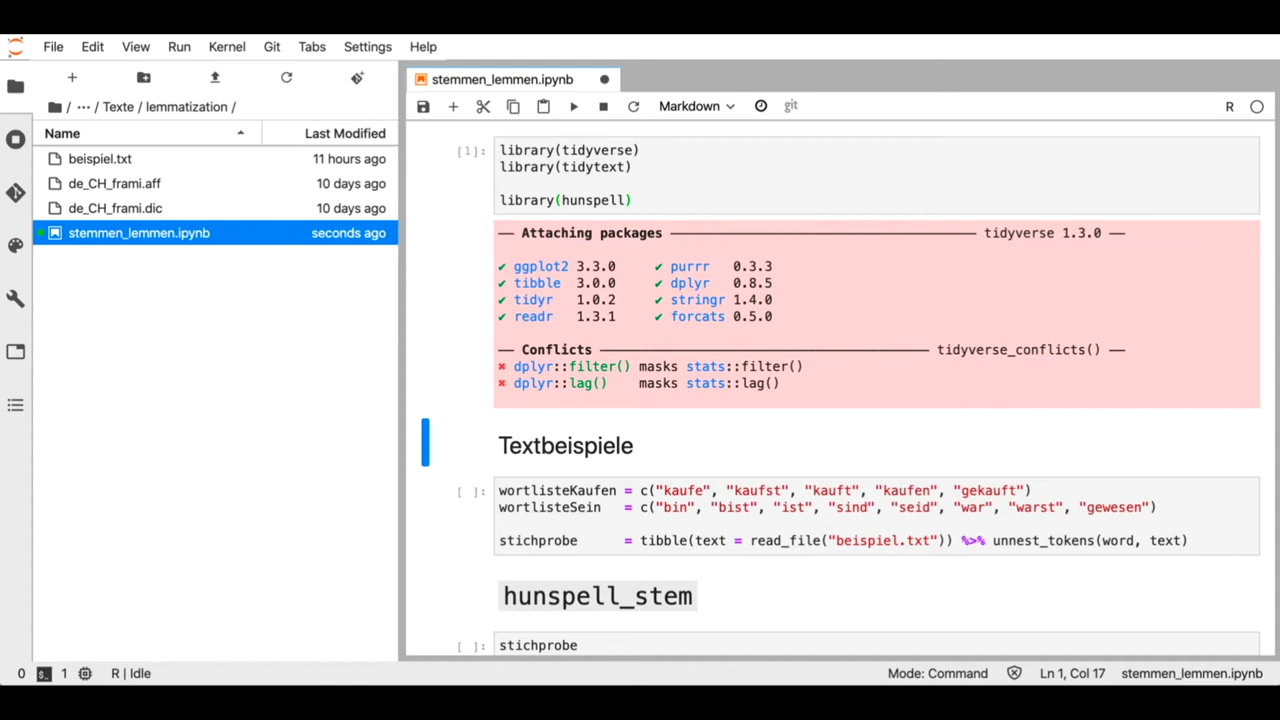 File Edit View Run Kernel Git Tabs Settings Help
/ ··· / Texte / lemmatization /
Name Last Modified
beispiel.txt 11 hours ago
de_CH_frami.aff 10 days ago
de_CH_frami.dic 10 days ago
stemmen_lemmen.ipynb seconds ago
stemmen_lemmen.ipynb
Markdown git R
[1]: library(tidyverse)
library(tidytext)
library(hunspell)
── Attaching packages ── tidyverse 1.3.0 ──
✔ ggplot2 3.3.0 ✔ purrr 0.3.3
✔ tibble 3.0.0 ✔ dplyr 0.8.5
✔ tidyr 1.0.2 ✔ stringr 1.4.0
✔ readr 1.3.1 ✔ forcats 0.5.0
── Conflicts ── tidyverse_conflicts() ──
✖ dplyr::filter() masks stats::filter()
✖ dplyr::lag() masks stats::lag()
Textbeispiele
[ ]: wortlisteKaufen = c("kaufe", "kaufst", "kauft", "kaufen", "gekauft")
wortlisteSein = c("bin", "bist", "ist", "sind", "seid", "war", "warst", "gewesen")
stichprobe = tibble(text = read_file("beispiel.txt")) %>% unnest_tokens(word, text)
hunspell_stem
[ ]: stichprobe
0 1 R | Idle Mode: Command Ln 1, Col 17 stemmen_lemmen.ipynb